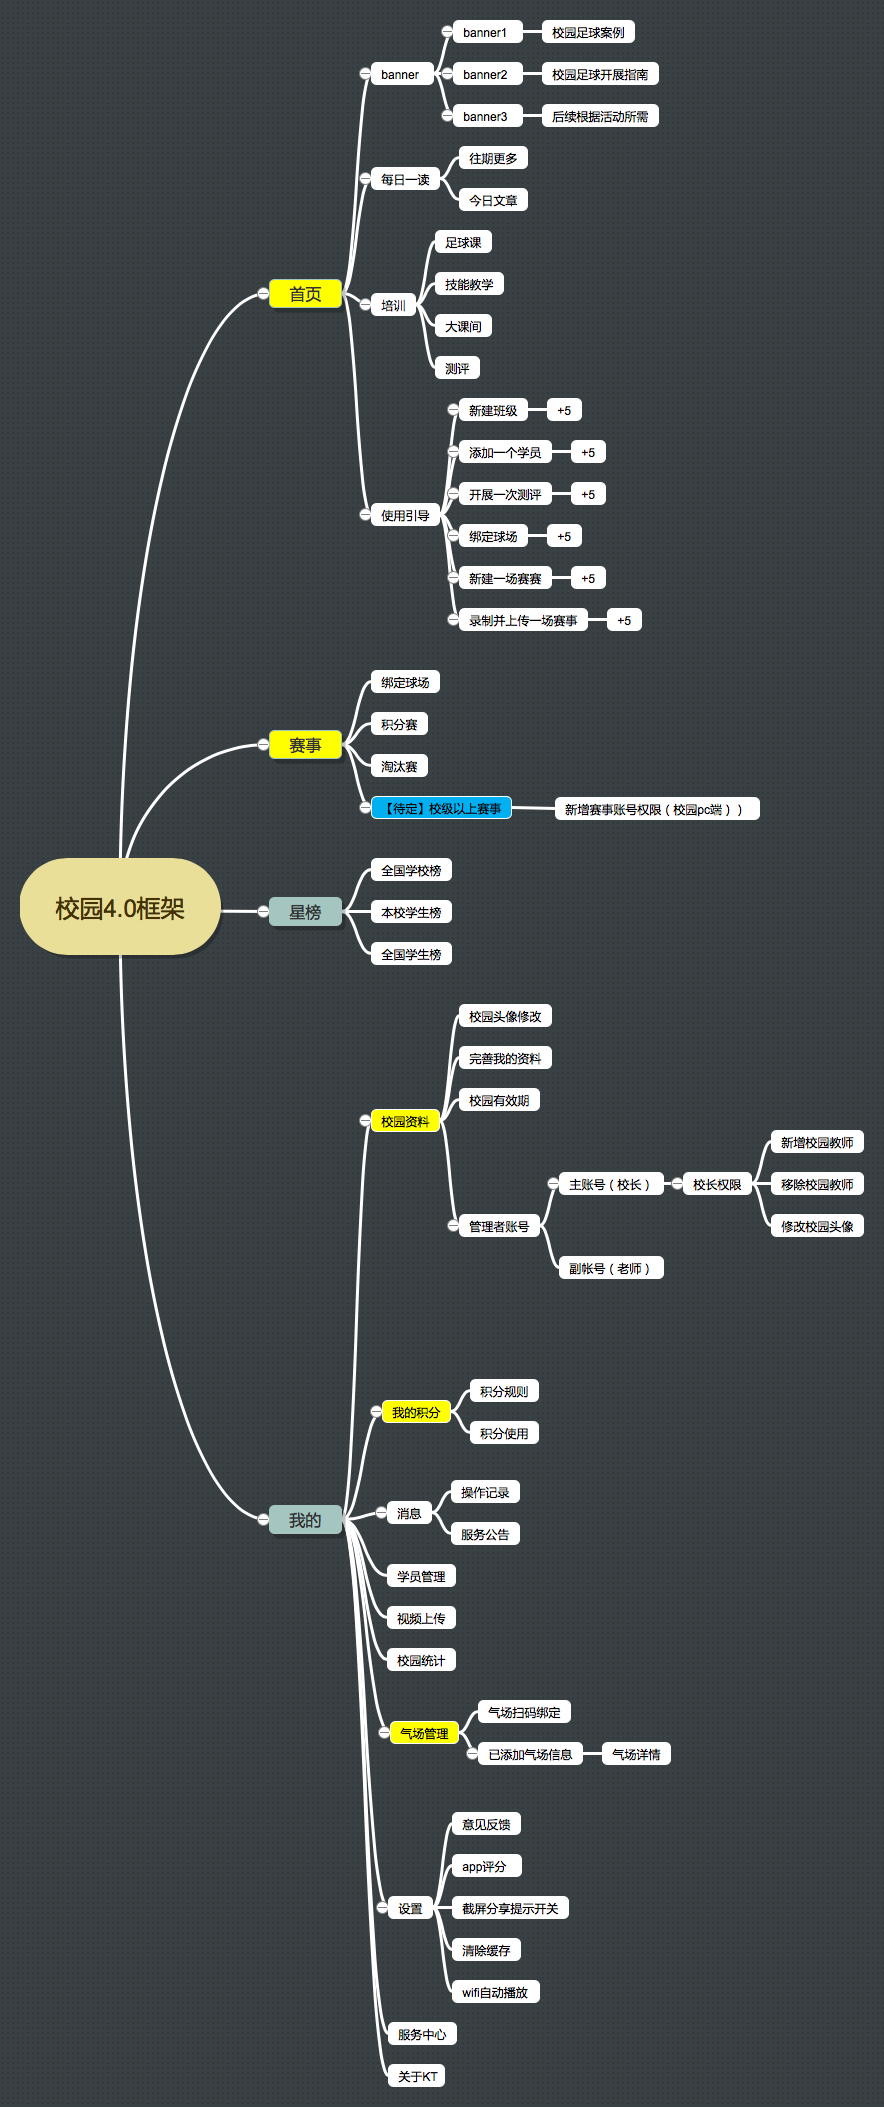 banner1
校园足球案例
banner
banner2
校园足球开展指南
banner3
后续根据活动所需
每日一读
往期更多
今日文章
首页
培训
足球课
技能教学
大课间
测评
使用引导
新建班级
+5
添加一个学员
+5
开展一次测评
+5
绑定球场
+5
新建一场赛赛
+5
录制并上传一场赛事
+5
赛事
绑定球场
积分赛
淘汰赛
【待定】校级以上赛事
新增赛事账号权限（校园pc端））
校园4.0框架
星榜
全国学校榜
本校学生榜
全国学生榜
我的
校园资料
校园头像修改
完善我的资料
校园有效期
管理者账号
主账号（校长）
校长权限
新增校园教师
移除校园教师
修改校园头像
副帐号（老师）
我的积分
积分规则
积分使用
消息
操作记录
服务公告
学员管理
视频上传
校园统计
气场管理
气场扫码绑定
已添加气场信息
气场详情
设置
意见反馈
app评分
截屏分享提示开关
清除缓存
wifi自动播放
服务中心
关于KT